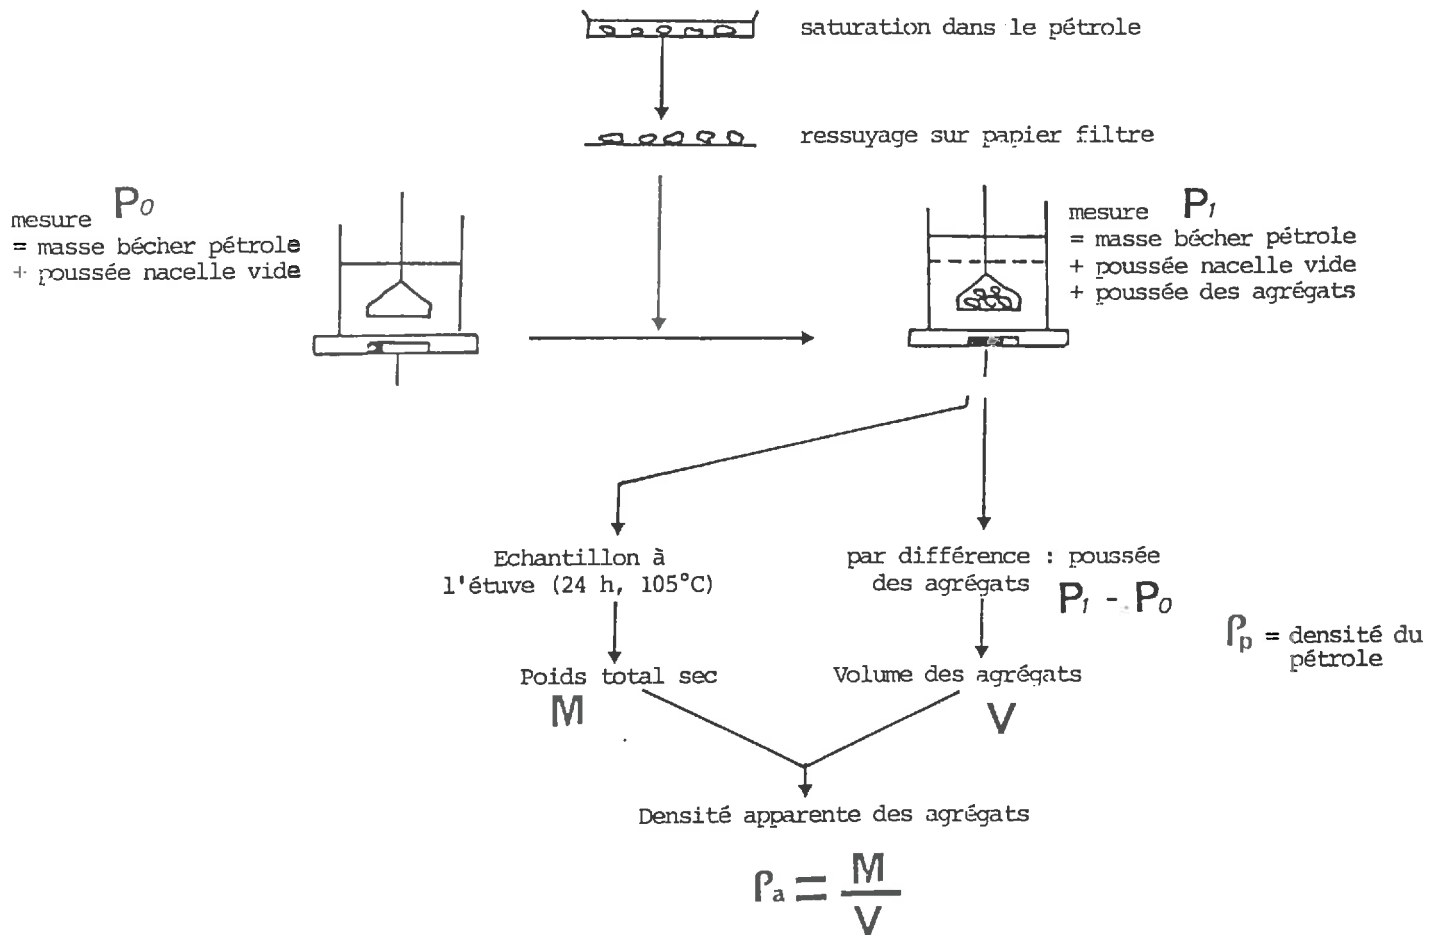 saturation dans le pétrole
ressuyage sur papier filtre
mesure P0
= masse bécher pétrole
+ poussée nacelle vide
mesure P1
= masse bécher pétrole
+ poussée nacelle vide
+ poussée des agrégats
Echantillon à
l'étuve (24 h, 105°C)
par différence : poussée
des agrégats P1 - P0
ρp = densité du
pétrole
Poids total sec
M
Volume des agrégats
V
Densité apparente des agrégats
ρa = M
V